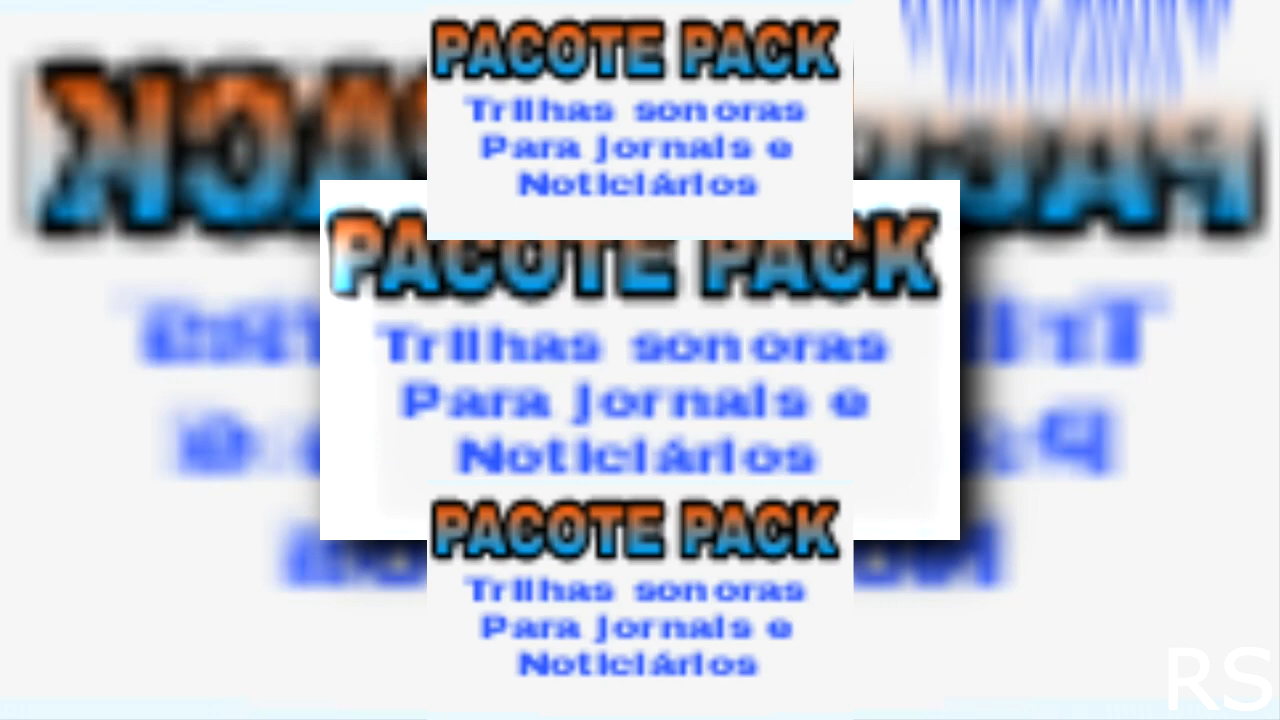 PACOTE PACK
Trilhas sonoras
Para jornais e
Noticiários
PACOTE PACK
Trilhas sonoras
Para jornais e
Noticiários
PACOTE PACK
Trilhas sonoras
Para jornais e
Noticiários
RS